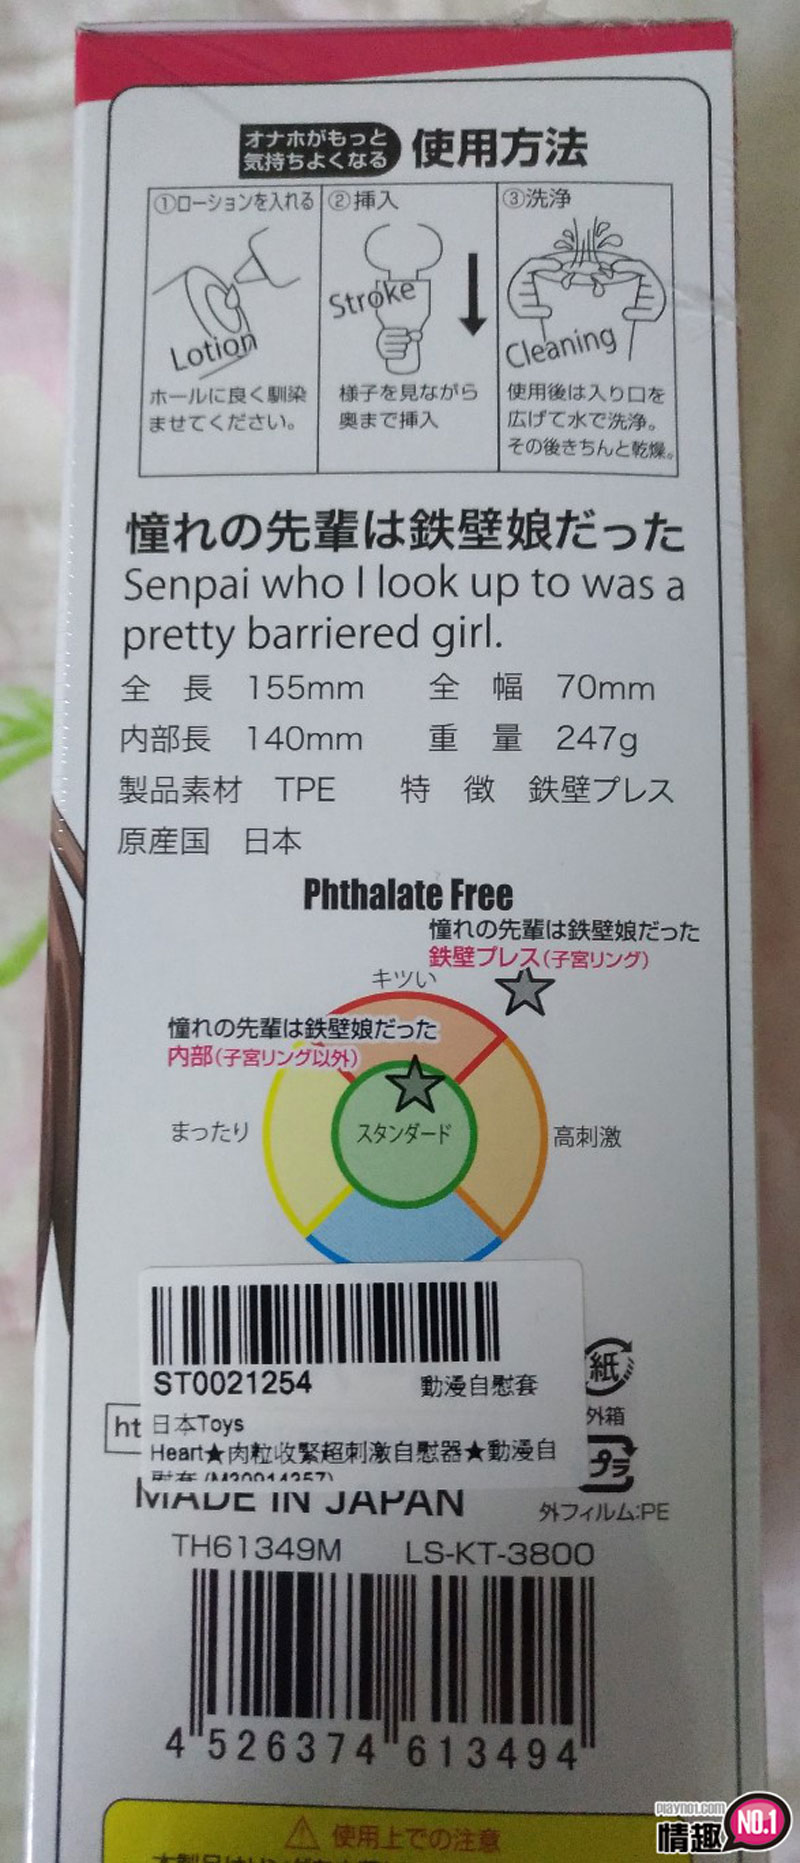 オナホがもっと
気持ちよくなる
使用方法
①ローションを入れる
Lotion
ホールに良く馴染
ませてください。
②挿入
Stroke
様子を見ながら
奥まで挿入
③洗浄
Cleaning
使用後は入り口を
広げて水で洗浄。
その後きちんと乾燥。
憧れの先輩は鉄壁娘だった
Senpai who I look up to was a
pretty barriered girl.
全長 155mm 全幅 70mm
内部長 140mm 重量 247g
製品素材 TPE 特徴 鉄壁プレス
原産国 日本
Phthalate Free
憧れの先輩は鉄壁娘だった
鉄壁プレス(子宮リング)
キツい
憧れの先輩は鉄壁娘だった
内部(子宮リング以外)
まったり
スタンダード
高刺激
ST0021254 動漫自慰套
日本Toys
Heart★肉粒收緊超刺激自慰器★動漫自
慰套 (M30914357)
ht
紙
外箱
プラ
外フィルム:PE
MADE IN JAPAN
TH61349M LS-KT-3800
4 526374 613494
使用上での注意
playno1.com
情趣 NO.1